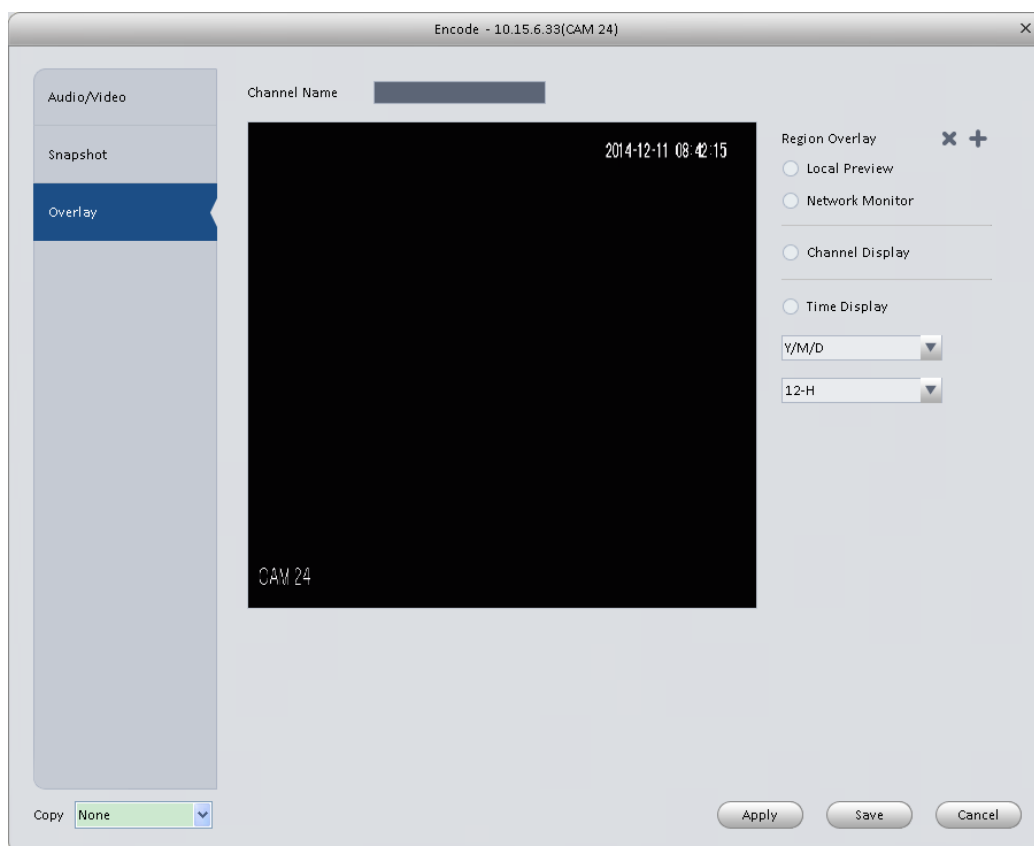 Encode - 10.15.6.33(CAM 24)
Audio/Video
Snapshot
Overlay
Channel Name
2014-12-11 08:42:15
CAM 24
Region Overlay
Local Preview
Network Monitor
Channel Display
Time Display
Y/M/D
12-H
Copy None
Apply Save Cancel